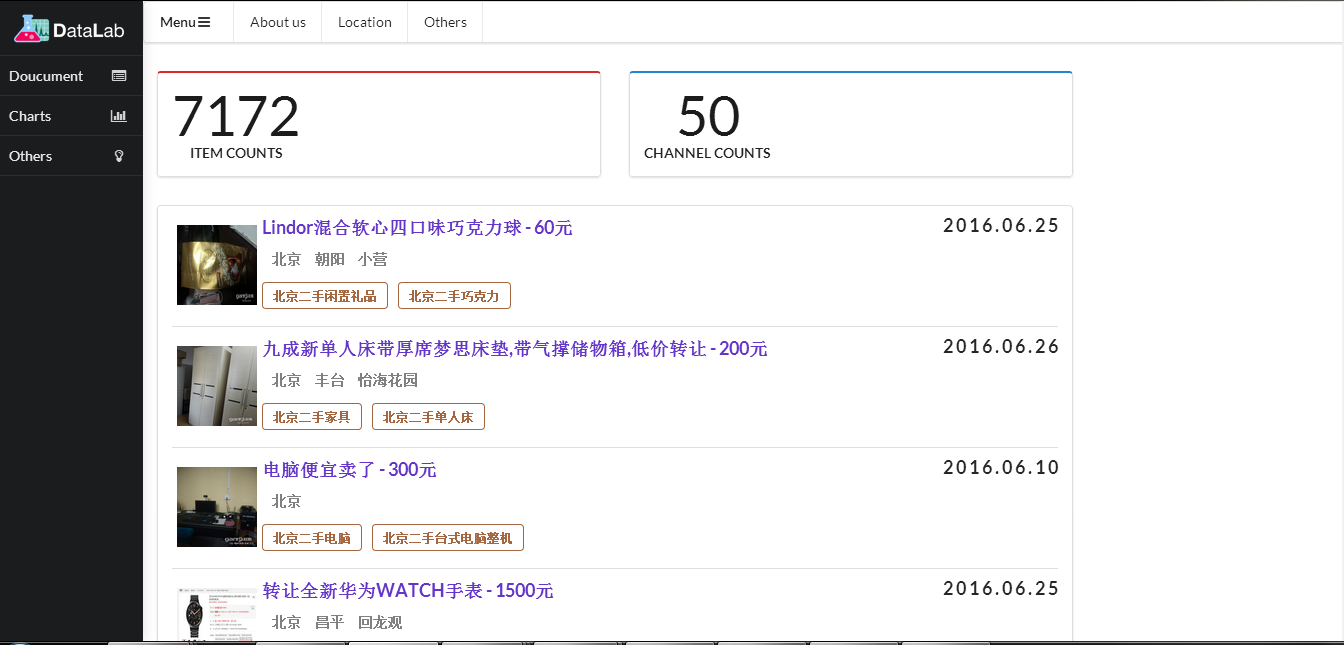 DataLab
Menu
About us
Location
Others
Doucument
Charts
Others
7172
ITEM COUNTS
50
CHANNEL COUNTS
Lindor混合软心四口味巧克力球 - 60元
2016.06.25
北京 朝阳 小营
北京二手闲置礼品 北京二手巧克力
九成新单人床带厚席梦思床垫,带气撑储物箱,低价转让 - 200元
2016.06.26
北京 丰台 怡海花园
北京二手家具 北京二手单人床
电脑便宜卖了 - 300元
2016.06.10
北京
北京二手电脑 北京二手台式电脑整机
转让全新华为WATCH手表 - 1500元
2016.06.25
北京 昌平 回龙观